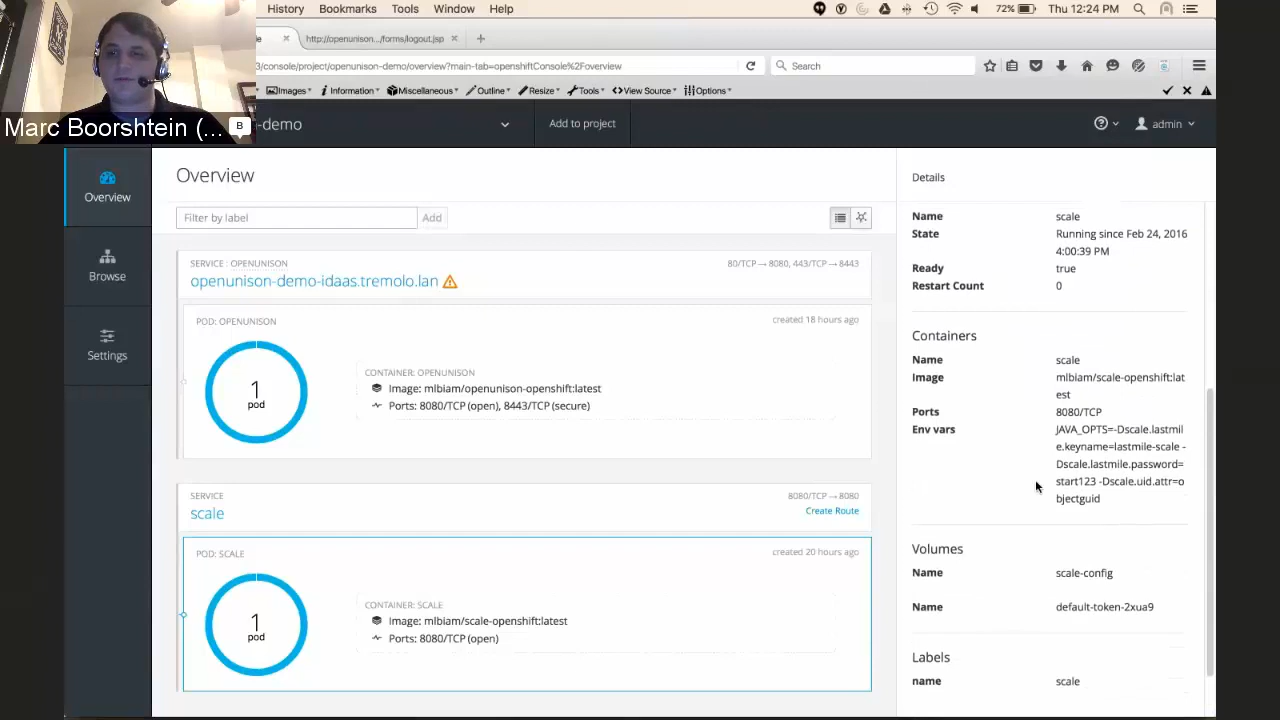 History Bookmarks Tools Window Help
72% Thu 12:24 PM
http://openunison.../forms/logout.jsp
3/console/project/openunison-demo/overview?main-tab=openshiftConsole%2Foverview
Search
Images Information Miscellaneous Outline Resize Tools View Source Options
Marc Boorshtein (...
B
-demo
Add to project
admin
Overview
Browse
Settings
Overview
Filter by label
Add
SERVICE : OPENUNISON
80/TCP → 8080, 443/TCP → 8443
openunison-demo-idaas.tremolo.lan
POD: OPENUNISON
created 18 hours ago
1
pod
CONTAINER: OPENUNISON
Image: mlbiam/openunison-openshift:latest
Ports: 8080/TCP (open), 8443/TCP (secure)
SERVICE
8080/TCP → 8080
scale
Create Route
POD: SCALE
created 20 hours ago
1
pod
CONTAINER: SCALE
Image: mlbiam/scale-openshift:latest
Ports: 8080/TCP (open)
Details
Name scale
State Running since Feb 24, 2016
4:00:39 PM
Ready true
Restart Count 0
Containers
Name scale
Image mlbiam/scale-openshift:lat
est
Ports 8080/TCP
Env vars JAVA_OPTS=-Dscale.lastmil
e.keyname=lastmile-scale -
Dscale.lastmile.password=
start123 -Dscale.uid.attr=o
bjectguid
Volumes
Name scale-config
Name default-token-2xua9
Labels
name scale